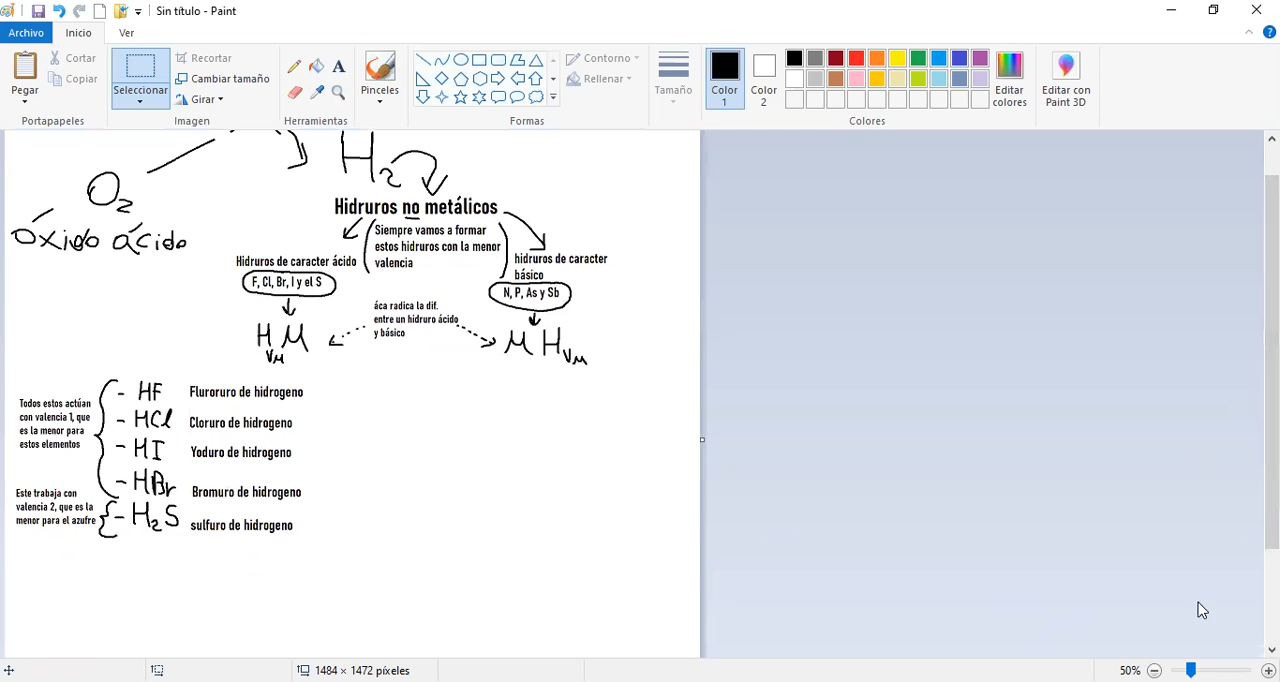 Sin título - Paint
Archivo
Inicio
Ver
Pegar
Cortar
Copiar
Portapapeles
Seleccionar
Recortar
Cambiar tamaño
Girar
Imagen
A
Herramientas
Pinceles
Contorno
Rellenar
Formas
Tamaño
Color
1
Color
2
Editar
colores
Editar con
Paint 3D
Colores
H2
O2
óxido ácido
Hidruros no metálicos
Siempre vamos a formar
estos hidruros con la menor
valencia
Hidruros de caracter ácido
F, Cl, Br, I y el S
hidruros de caracter
básico
N, P, As y Sb
áca radica la dif.
entre un hidruro ácido
y básico
Todos estos actúan
con valencia 1, que
es la menor para
estos elementos
- HF Fluroruro de hidrogeno
- HCl Cloruro de hidrogeno
- HI Yoduro de hidrogeno
- HBr Bromuro de hidrogeno
Este trabaja con
valencia 2, que es la
menor para el azufre
- H2S sulfuro de hidrogeno
1484 × 1472 píxeles
50%